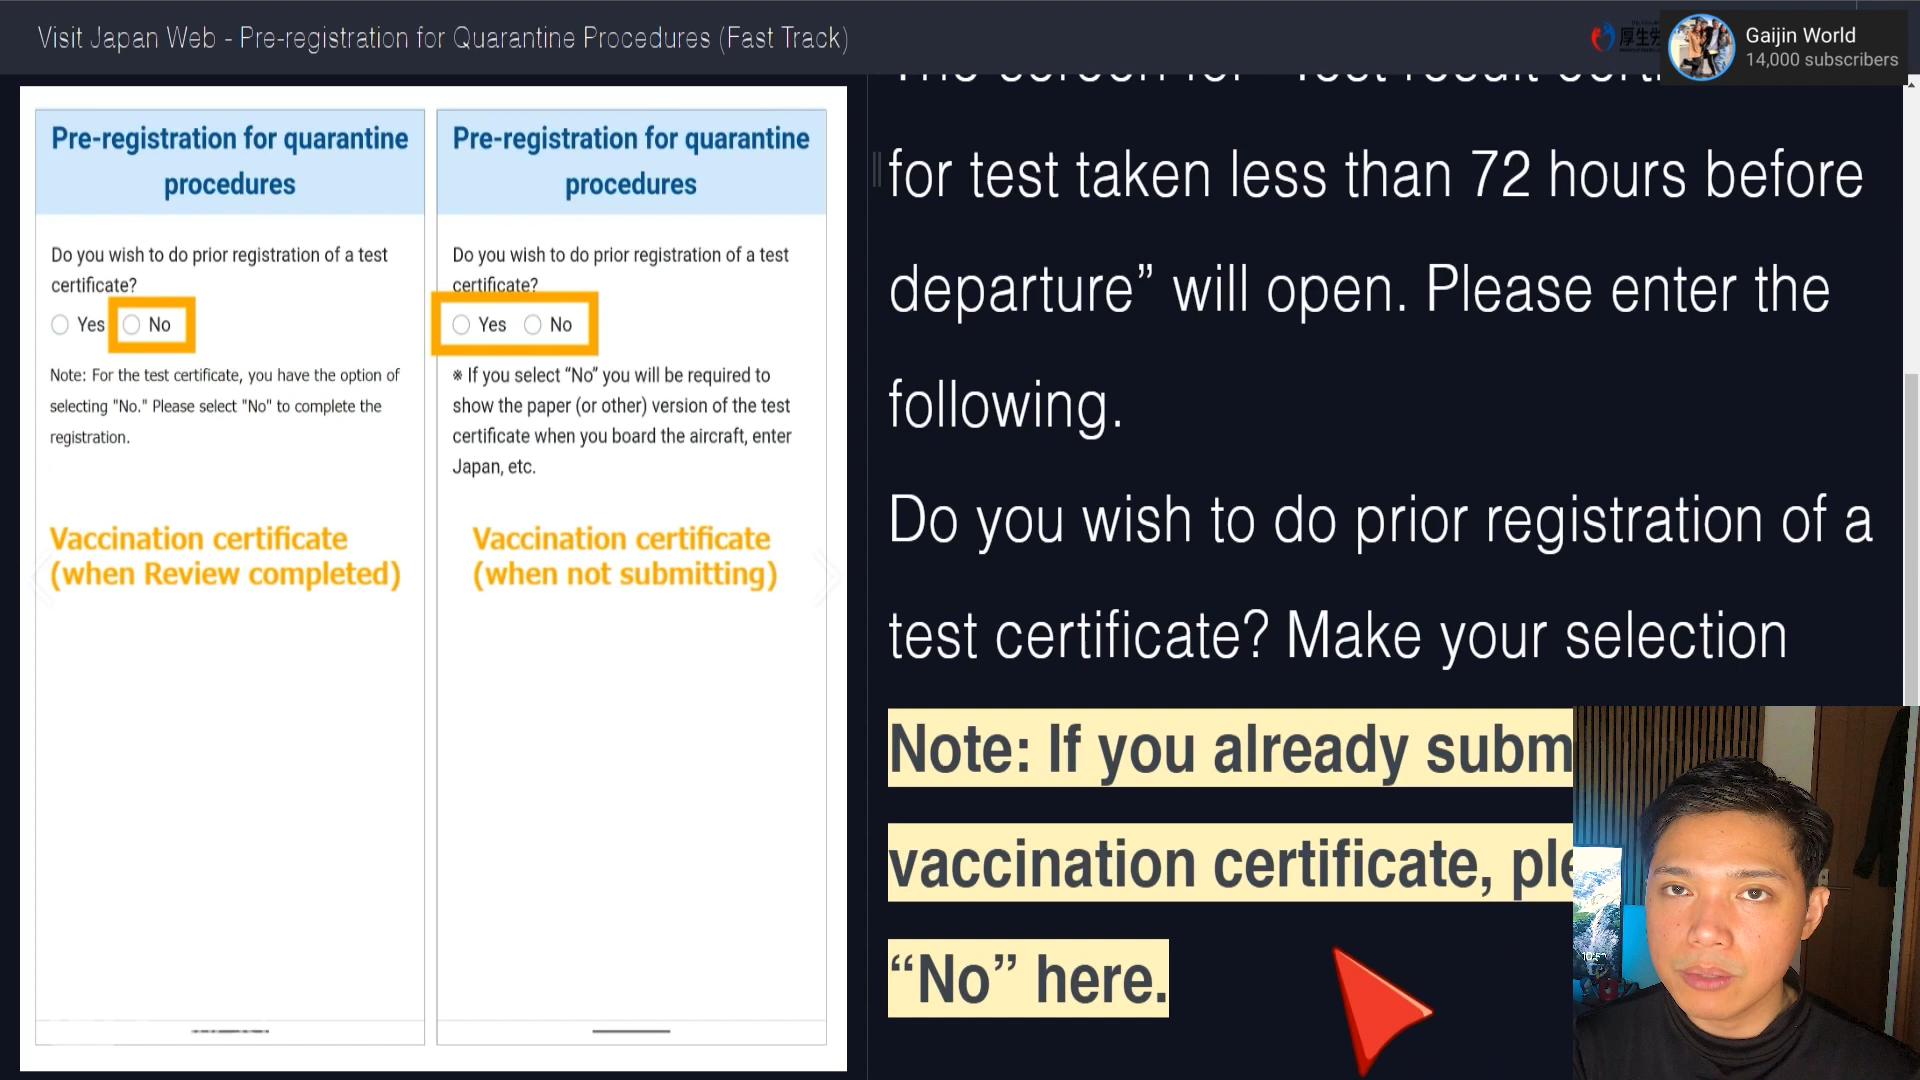 Visit Japan Web - Pre-registration for Quarantine Procedures (Fast Track)
厚生労
Gaijin World
14,000 subscribers
Pre-registration for quarantine
procedures
Do you wish to do prior registration of a test
certificate?
Yes No
Note: For the test certificate, you have the option of
selecting "No." Please select "No" to complete the
registration.
Vaccination certificate
(when Review completed)
Pre-registration for quarantine
procedures
Do you wish to do prior registration of a test
certificate?
Yes No
※ If you select “No” you will be required to
show the paper (or other) version of the test
certificate when you board the aircraft, enter
Japan, etc.
Vaccination certificate
(when not submitting)
for test taken less than 72 hours before
departure” will open. Please enter the
following.
Do you wish to do prior registration of a
test certificate? Make your selection
Note: If you already subm
vaccination certificate, ple
“No” here.